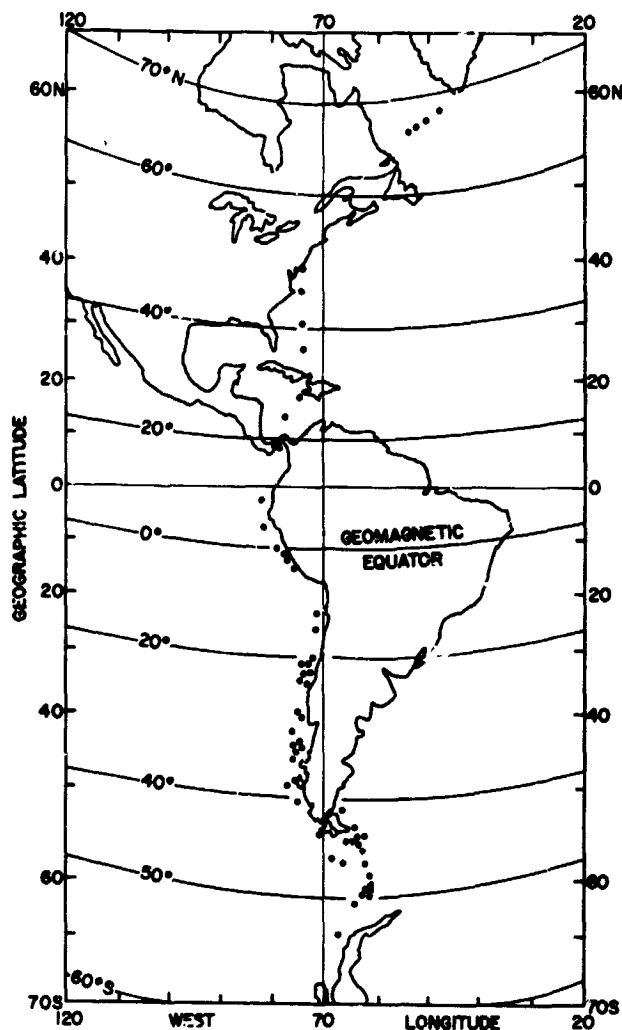 120 70 20
70° N
60N 60N
60°
40 40
40°
20 20
20°
0 0
0°
GEOMAGNETIC
EQUATOR
20 20
20°
40 40
40°
50°
60 60
60° S
70S 70S
120 WEST 70 LONGITUDE 20
GEOGRAPHIC LATITUDE